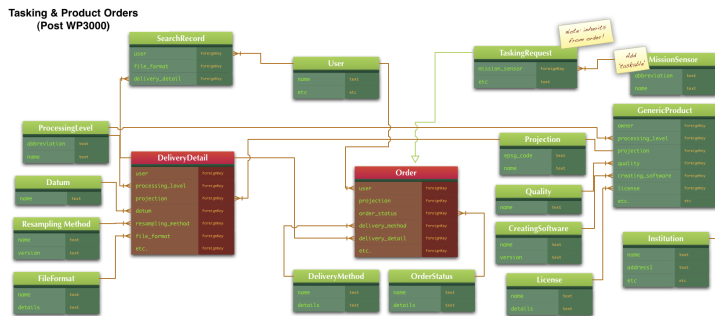 Tasking & Product Orders
(Post WP3000)
SearchRecord
user foreignKey
file_format foreignKey
delivery_detail foreignKey
User
name text
etc etc
TaskingRequest
mission_sensor foreignKey
etc text
Note: inherits
from order!
Add
'taskable'
MissionSensor
abbreviation text
name text
GenericProduct
owner foreignKey
processing_level foreignKey
projection foreignKey
quality foreignKey
creating_software foreignKey
license foreignKey
etc.
ProcessingLevel
abbreviation text
name text
DeliveryDetail
user foreignKey
processing_level foreignKey
projection foreignKey
datum foreignKey
resampling_method foreignKey
file_format foreignKey
etc. foreignKey
Projection
epsg_code text
name text
Order
user foreignKey
projection foreignKey
order_status foreignKey
delivery_method foreignKey
delivery_detail foreignKey
etc. foreignKey
Datum
name text
Quality
name text
Resampling Method
name text
version text
CreatingSoftware
name text
version text
Institution
name text
address1 text
etc etc
FileFormat
name text
details text
DeliveryMethod
name text
details text
OrderStatus
name text
details text
License
name text
details text